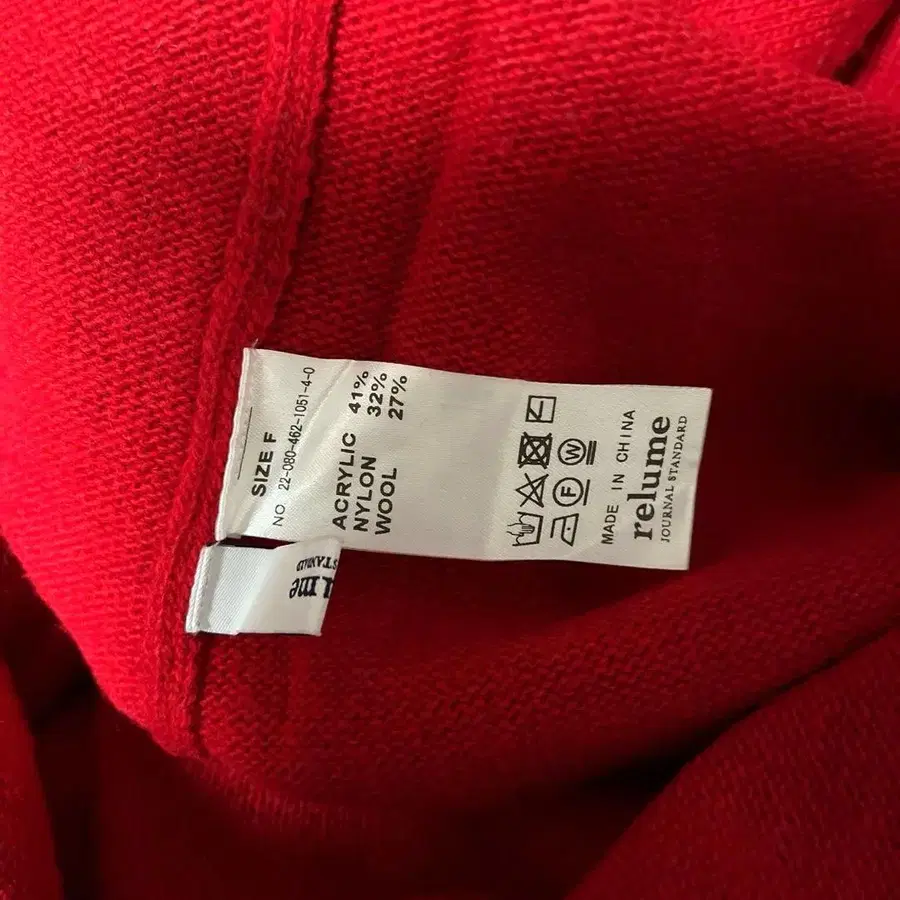 SIZE F
NO 22-080-462-1051-4-0
ACRYLIC 41%
NYLON 32%
WOOL 27%
F W
MADE IN CHINA
relume
JOURNAL STANDARD
me